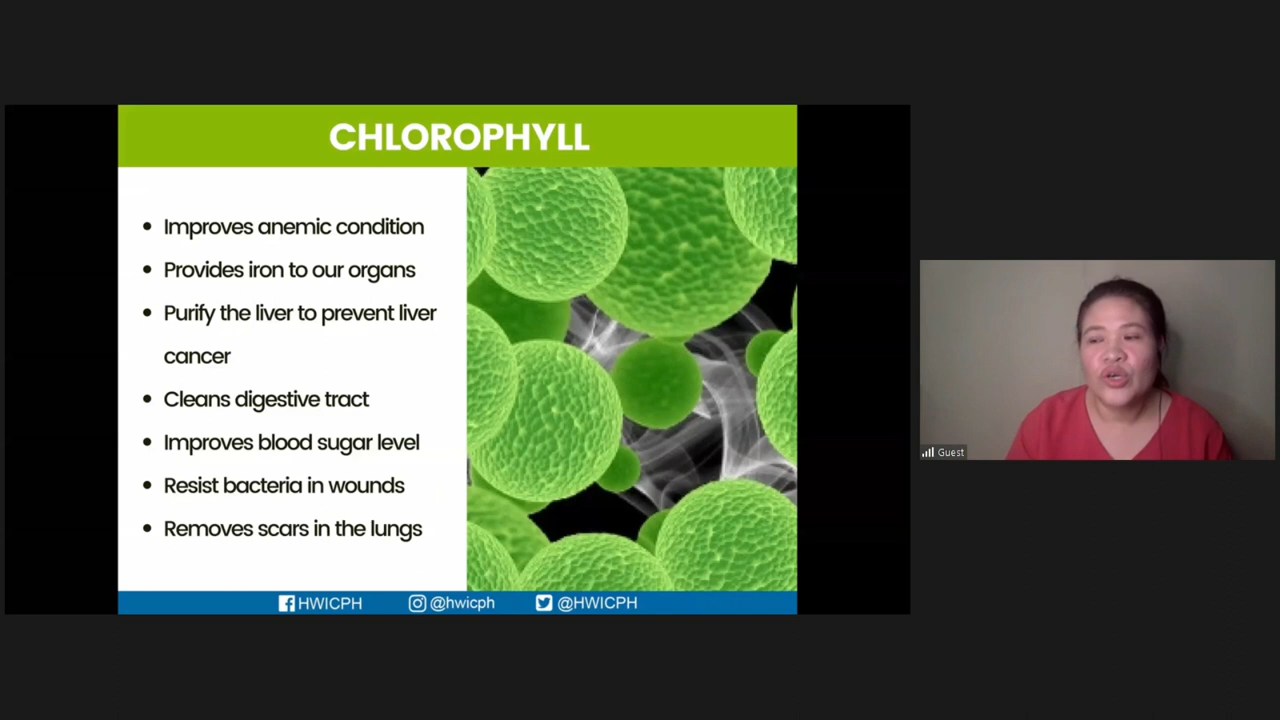 CHLOROPHYLL
• Improves anemic condition
• Provides iron to our organs
• Purify the liver to prevent liver
cancer
• Cleans digestive tract
• Improves blood sugar level
• Resist bacteria in wounds
• Removes scars in the lungs
HWICPH @hwicph @HWICPH
Guest